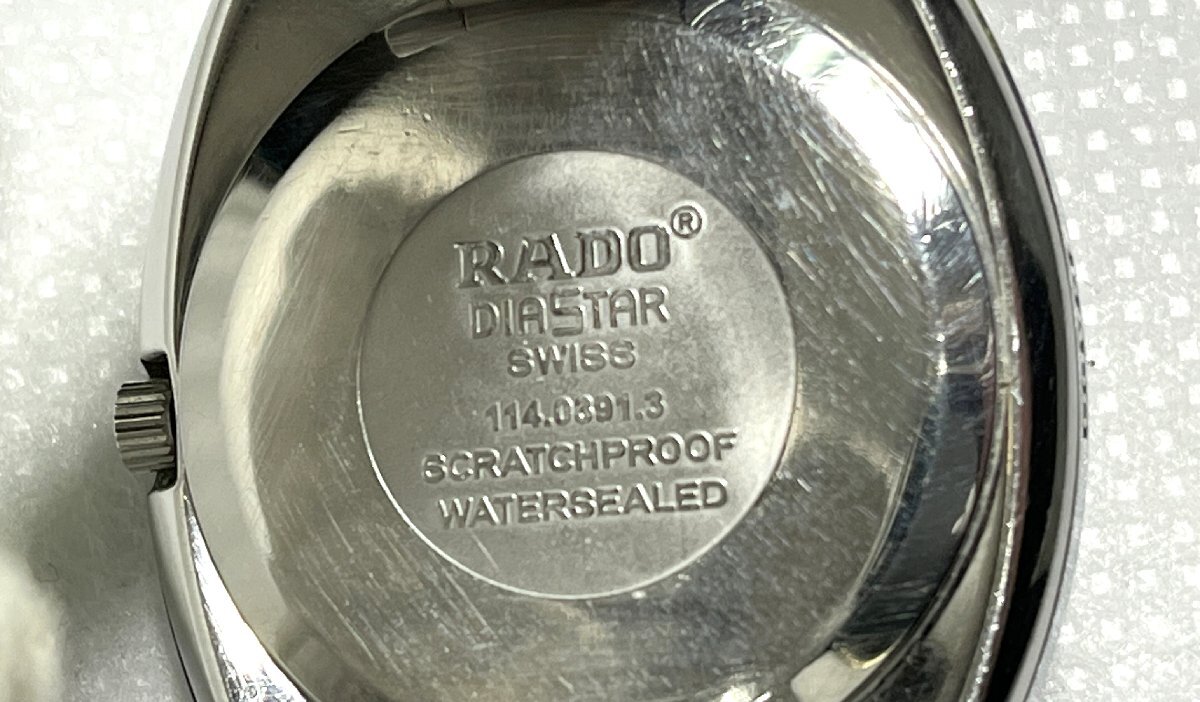 RADO®
DIASTAR
SWISS
114.0391.3
SCRATCHPROOF
WATERSEALED